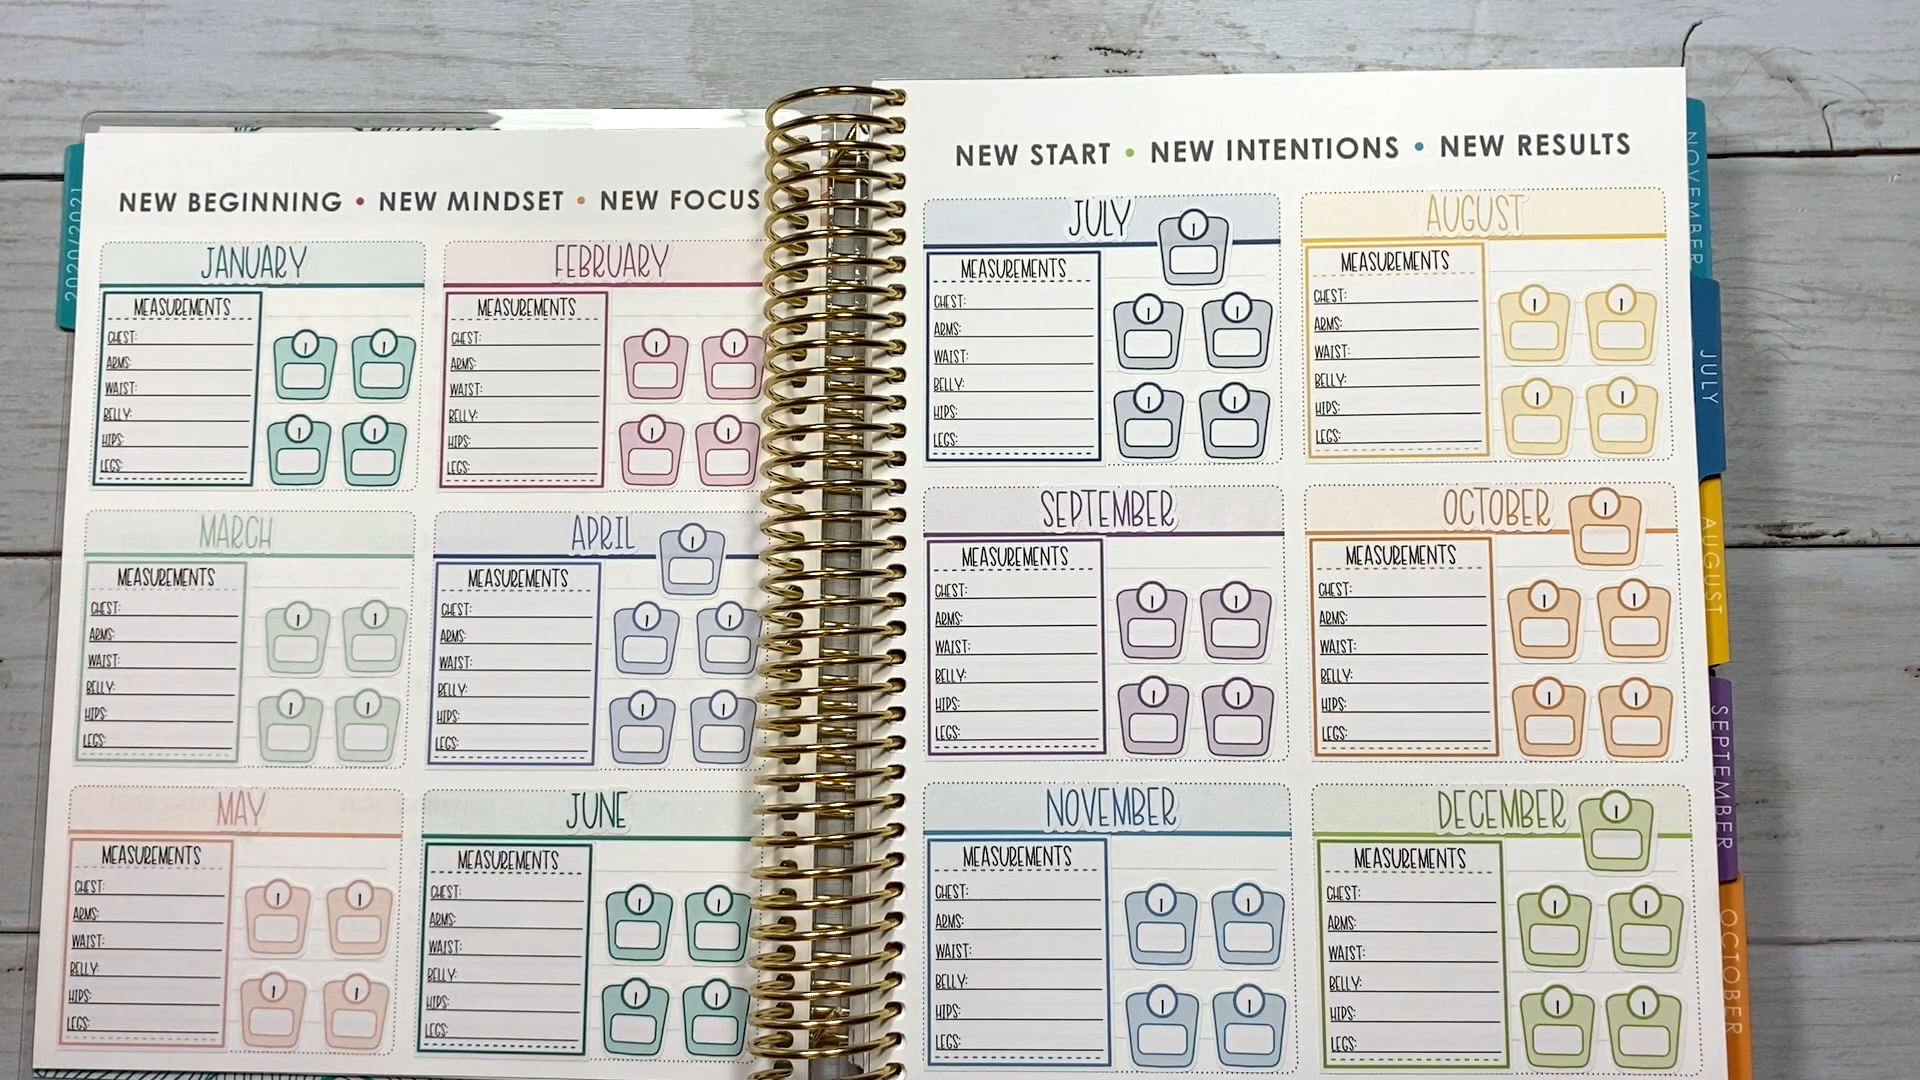 NEW BEGINNING • NEW MINDSET • NEW FOCUS
JANUARY
MEASUREMENTS
CHEST:
ARMS:
WAIST:
BELLY:
HIPS:
LEGS:
FEBRUARY
MEASUREMENTS
CHEST:
ARMS:
WAIST:
BELLY:
HIPS:
LEGS:
MARCH
MEASUREMENTS
CHEST:
ARMS:
WAIST:
BELLY:
HIPS:
LEGS:
APRIL
MEASUREMENTS
CHEST:
ARMS:
WAIST:
BELLY:
HIPS:
LEGS:
MAY
MEASUREMENTS
CHEST:
ARMS:
WAIST:
BELLY:
HIPS:
LEGS:
JUNE
MEASUREMENTS
CHEST:
ARMS:
WAIST:
BELLY:
HIPS:
LEGS:
2020/2021
NEW START • NEW INTENTIONS • NEW RESULTS
JULY
MEASUREMENTS
CHEST:
ARMS:
WAIST:
BELLY:
HIPS:
LEGS:
AUGUST
MEASUREMENTS
CHEST:
ARMS:
WAIST:
BELLY:
HIPS:
LEGS:
SEPTEMBER
MEASUREMENTS
CHEST:
ARMS:
WAIST:
BELLY:
HIPS:
LEGS:
OCTOBER
MEASUREMENTS
CHEST:
ARMS:
WAIST:
BELLY:
HIPS:
LEGS:
NOVEMBER
MEASUREMENTS
CHEST:
ARMS:
WAIST:
BELLY:
HIPS:
LEGS:
DECEMBER
MEASUREMENTS
CHEST:
ARMS:
WAIST:
BELLY:
HIPS:
LEGS:
NOVEMBER
JULY
AUGUST
SEPTEMBER
OCTOBER